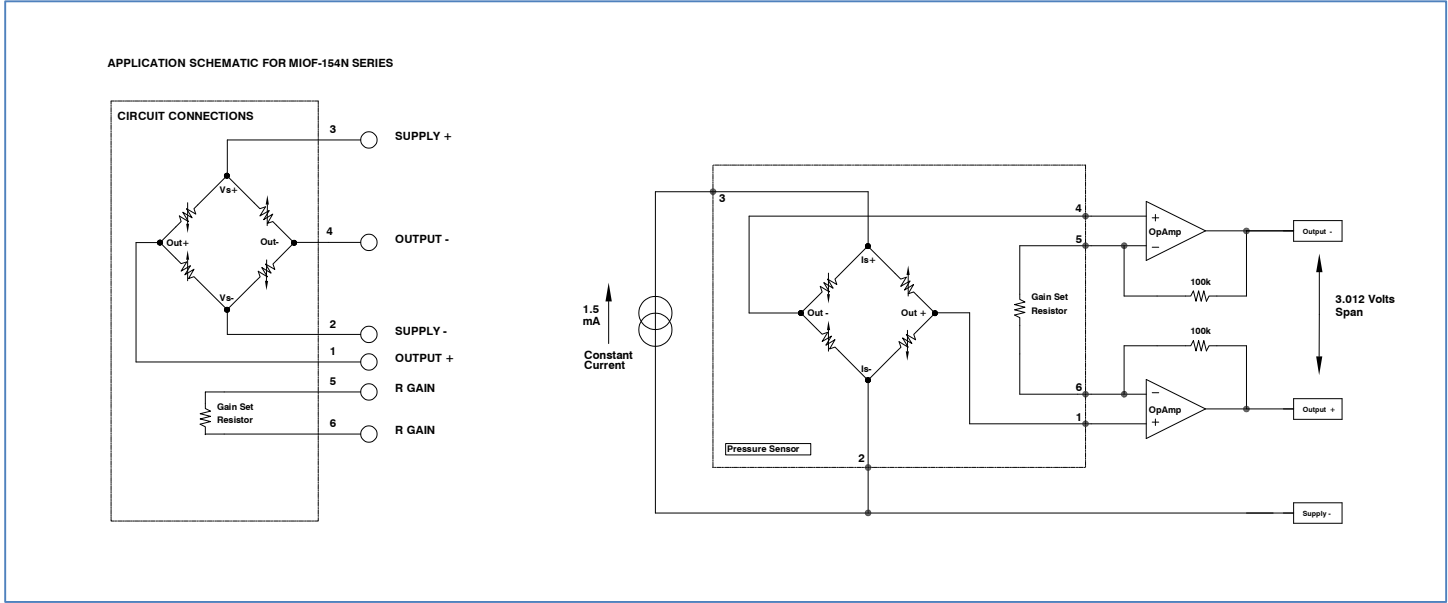 APPLICATION SCHEMATIC FOR MIOF-154N SERIES
CIRCUIT CONNECTIONS
3
SUPPLY +
Vs+
Out+
Out-
4
OUTPUT -
Vs-
2
SUPPLY -
1
OUTPUT +
5
R GAIN
Gain Set
Resistor
6
R GAIN
1.5
mA
Constant
Current
3
Is+
Out -
Out +
Is-
Gain Set
Resistor
4
5
6
1
2
Pressure Sensor
+
OpAmp
−
100k
100k
−
OpAmp
+
Output -
3.012 Volts
Span
Output +
Supply -